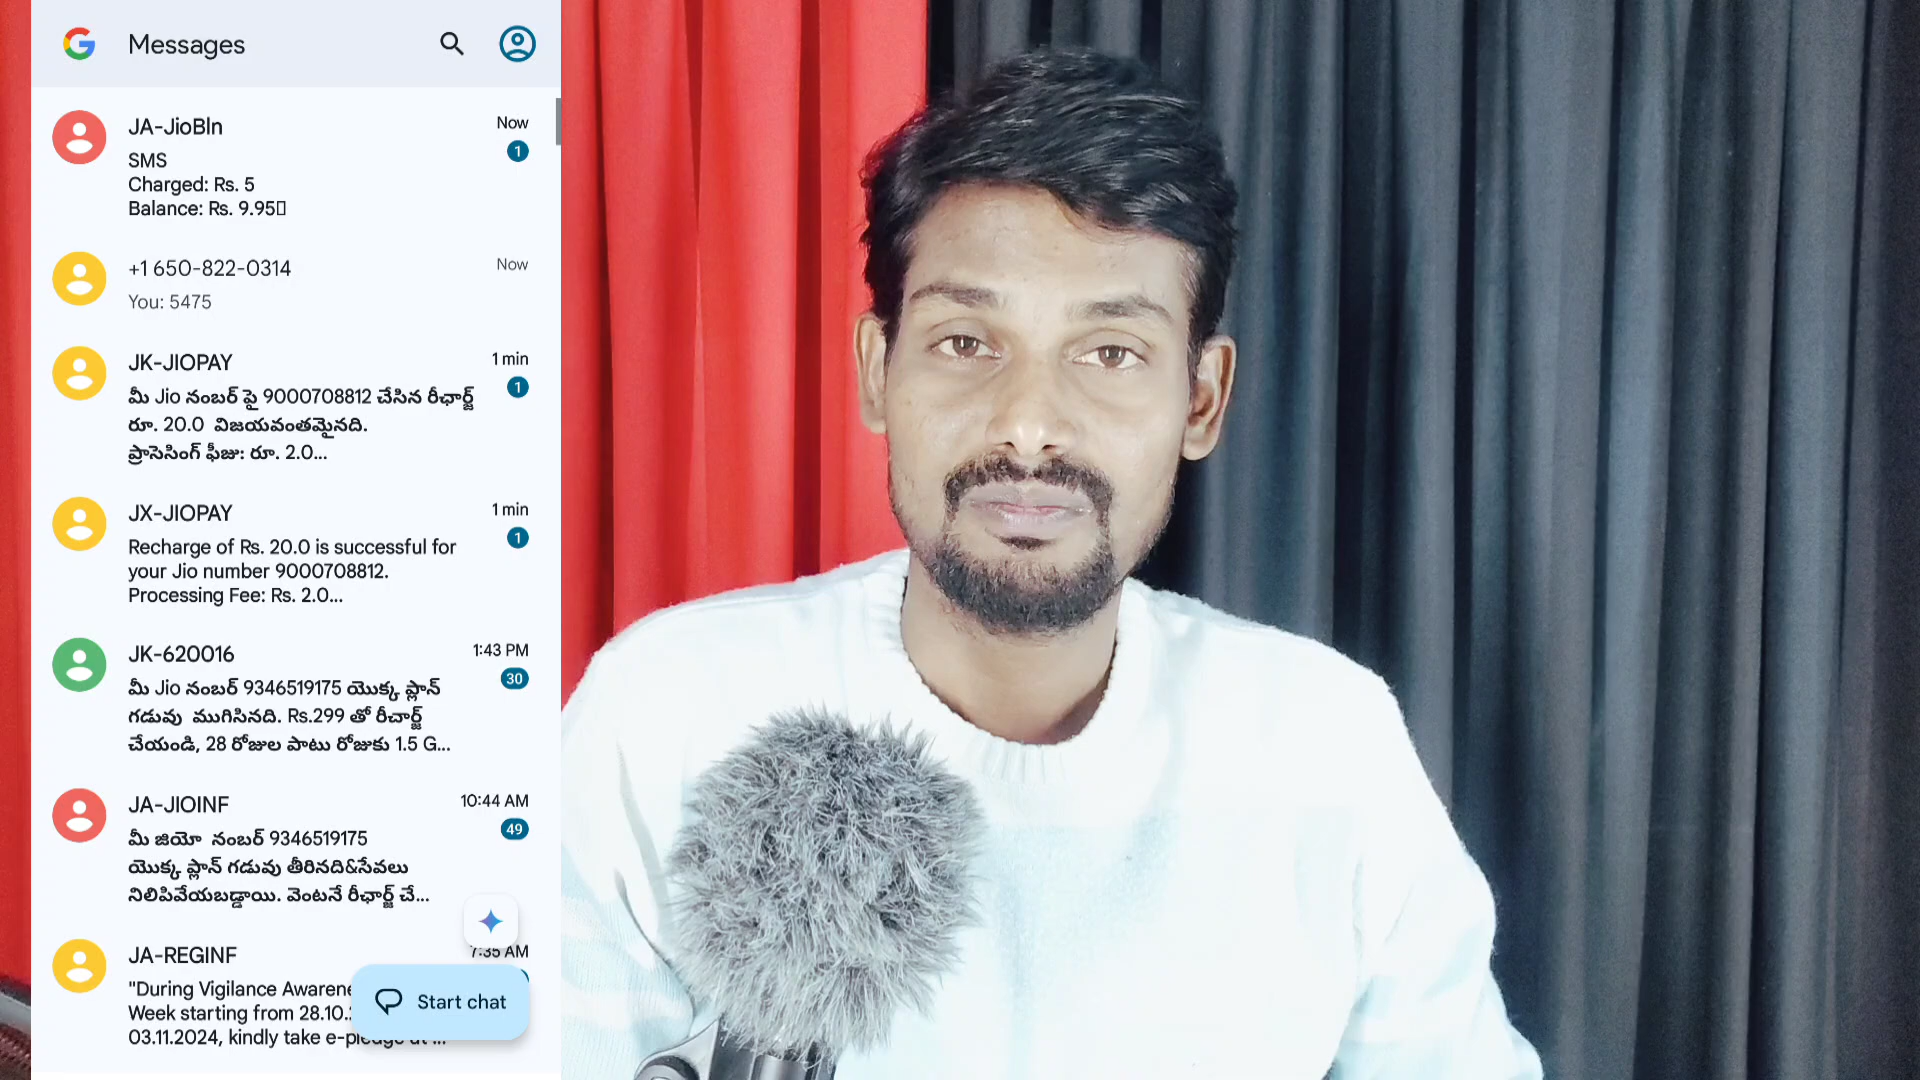 Messages
JA-JioBln
Now
1
SMS
Charged: Rs. 5
Balance: Rs. 9.95
+1 650-822-0314
Now
You: 5475
JK-JIOPAY
1 min
1
మీ Jio నంబర్ పై 9000708812 చేసిన రీఛార్జ్
రూ. 20.0 విజయవంతమైనది.
ప్రాసెసింగ్ ఫీజు: రూ. 2.0...
JX-JIOPAY
1 min
1
Recharge of Rs. 20.0 is successful for
your Jio number 9000708812.
Processing Fee: Rs. 2.0...
JK-620016
1:43 PM
30
మీ Jio నంబర్ 9346519175 యొక్క ప్లాన్
గడువు ముగిసినది. Rs.299 తో రీచార్జ్
చేయండి, 28 రోజుల పాటు రోజుకు 1.5 G...
JA-JIOINF
10:44 AM
49
మీ జియో నంబర్ 9346519175
యొక్క ప్లాన్ గడువు తీరినది&సేవలు
నిలిపివేయబడ్డాయి. వెంటనే రీఛార్జ్ చే...
JA-REGINF
7:35 AM
"During Vigilance Awarene
Week starting from 28.10.
03.11.2024, kindly take e-pledge at ...
Start chat